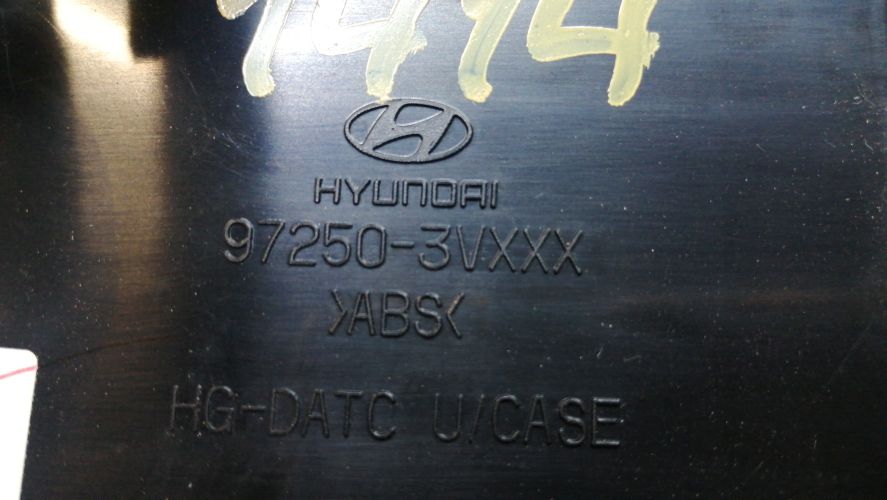 HYUNDAI
97250-3VXXX
>ABS<
HG-DATC U/CASE